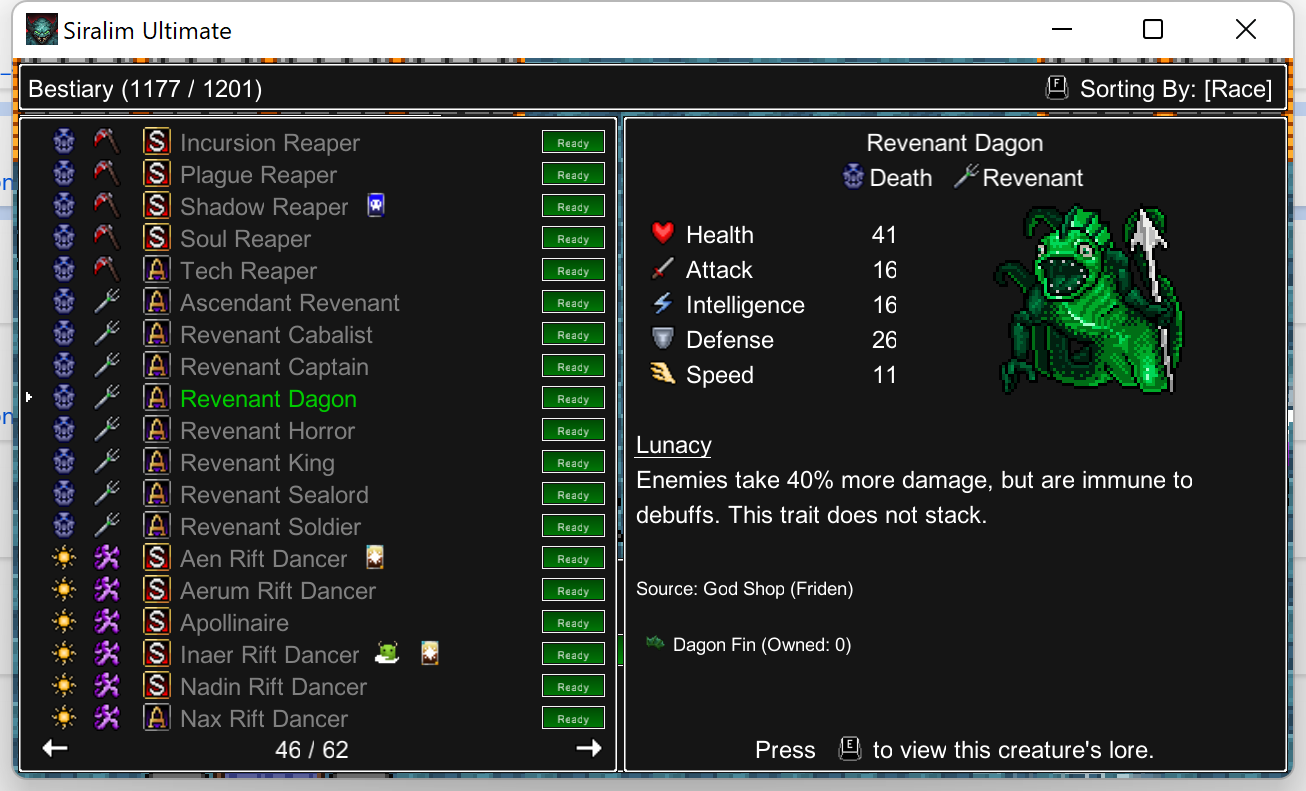 Siralim Ultimate
Bestiary (1177 / 1201)
F Sorting By: [Race]
S Incursion Reaper Ready
S Plague Reaper Ready
S Shadow Reaper Ready
S Soul Reaper Ready
A Tech Reaper Ready
A Ascendant Revenant Ready
A Revenant Cabalist Ready
A Revenant Captain Ready
A Revenant Dagon Ready
A Revenant Horror Ready
A Revenant King Ready
A Revenant Sealord Ready
A Revenant Soldier Ready
S Aen Rift Dancer Ready
S Aerum Rift Dancer Ready
S Apollinaire Ready
S Inaer Rift Dancer Ready
S Nadin Rift Dancer Ready
A Nax Rift Dancer Ready
46 / 62
Revenant Dagon
Death Revenant
Health 41
Attack 16
Intelligence 16
Defense 26
Speed 11
Lunacy
Enemies take 40% more damage, but are immune to
debuffs. This trait does not stack.
Source: God Shop (Friden)
Dagon Fin (Owned: 0)
Press E to view this creature's lore.